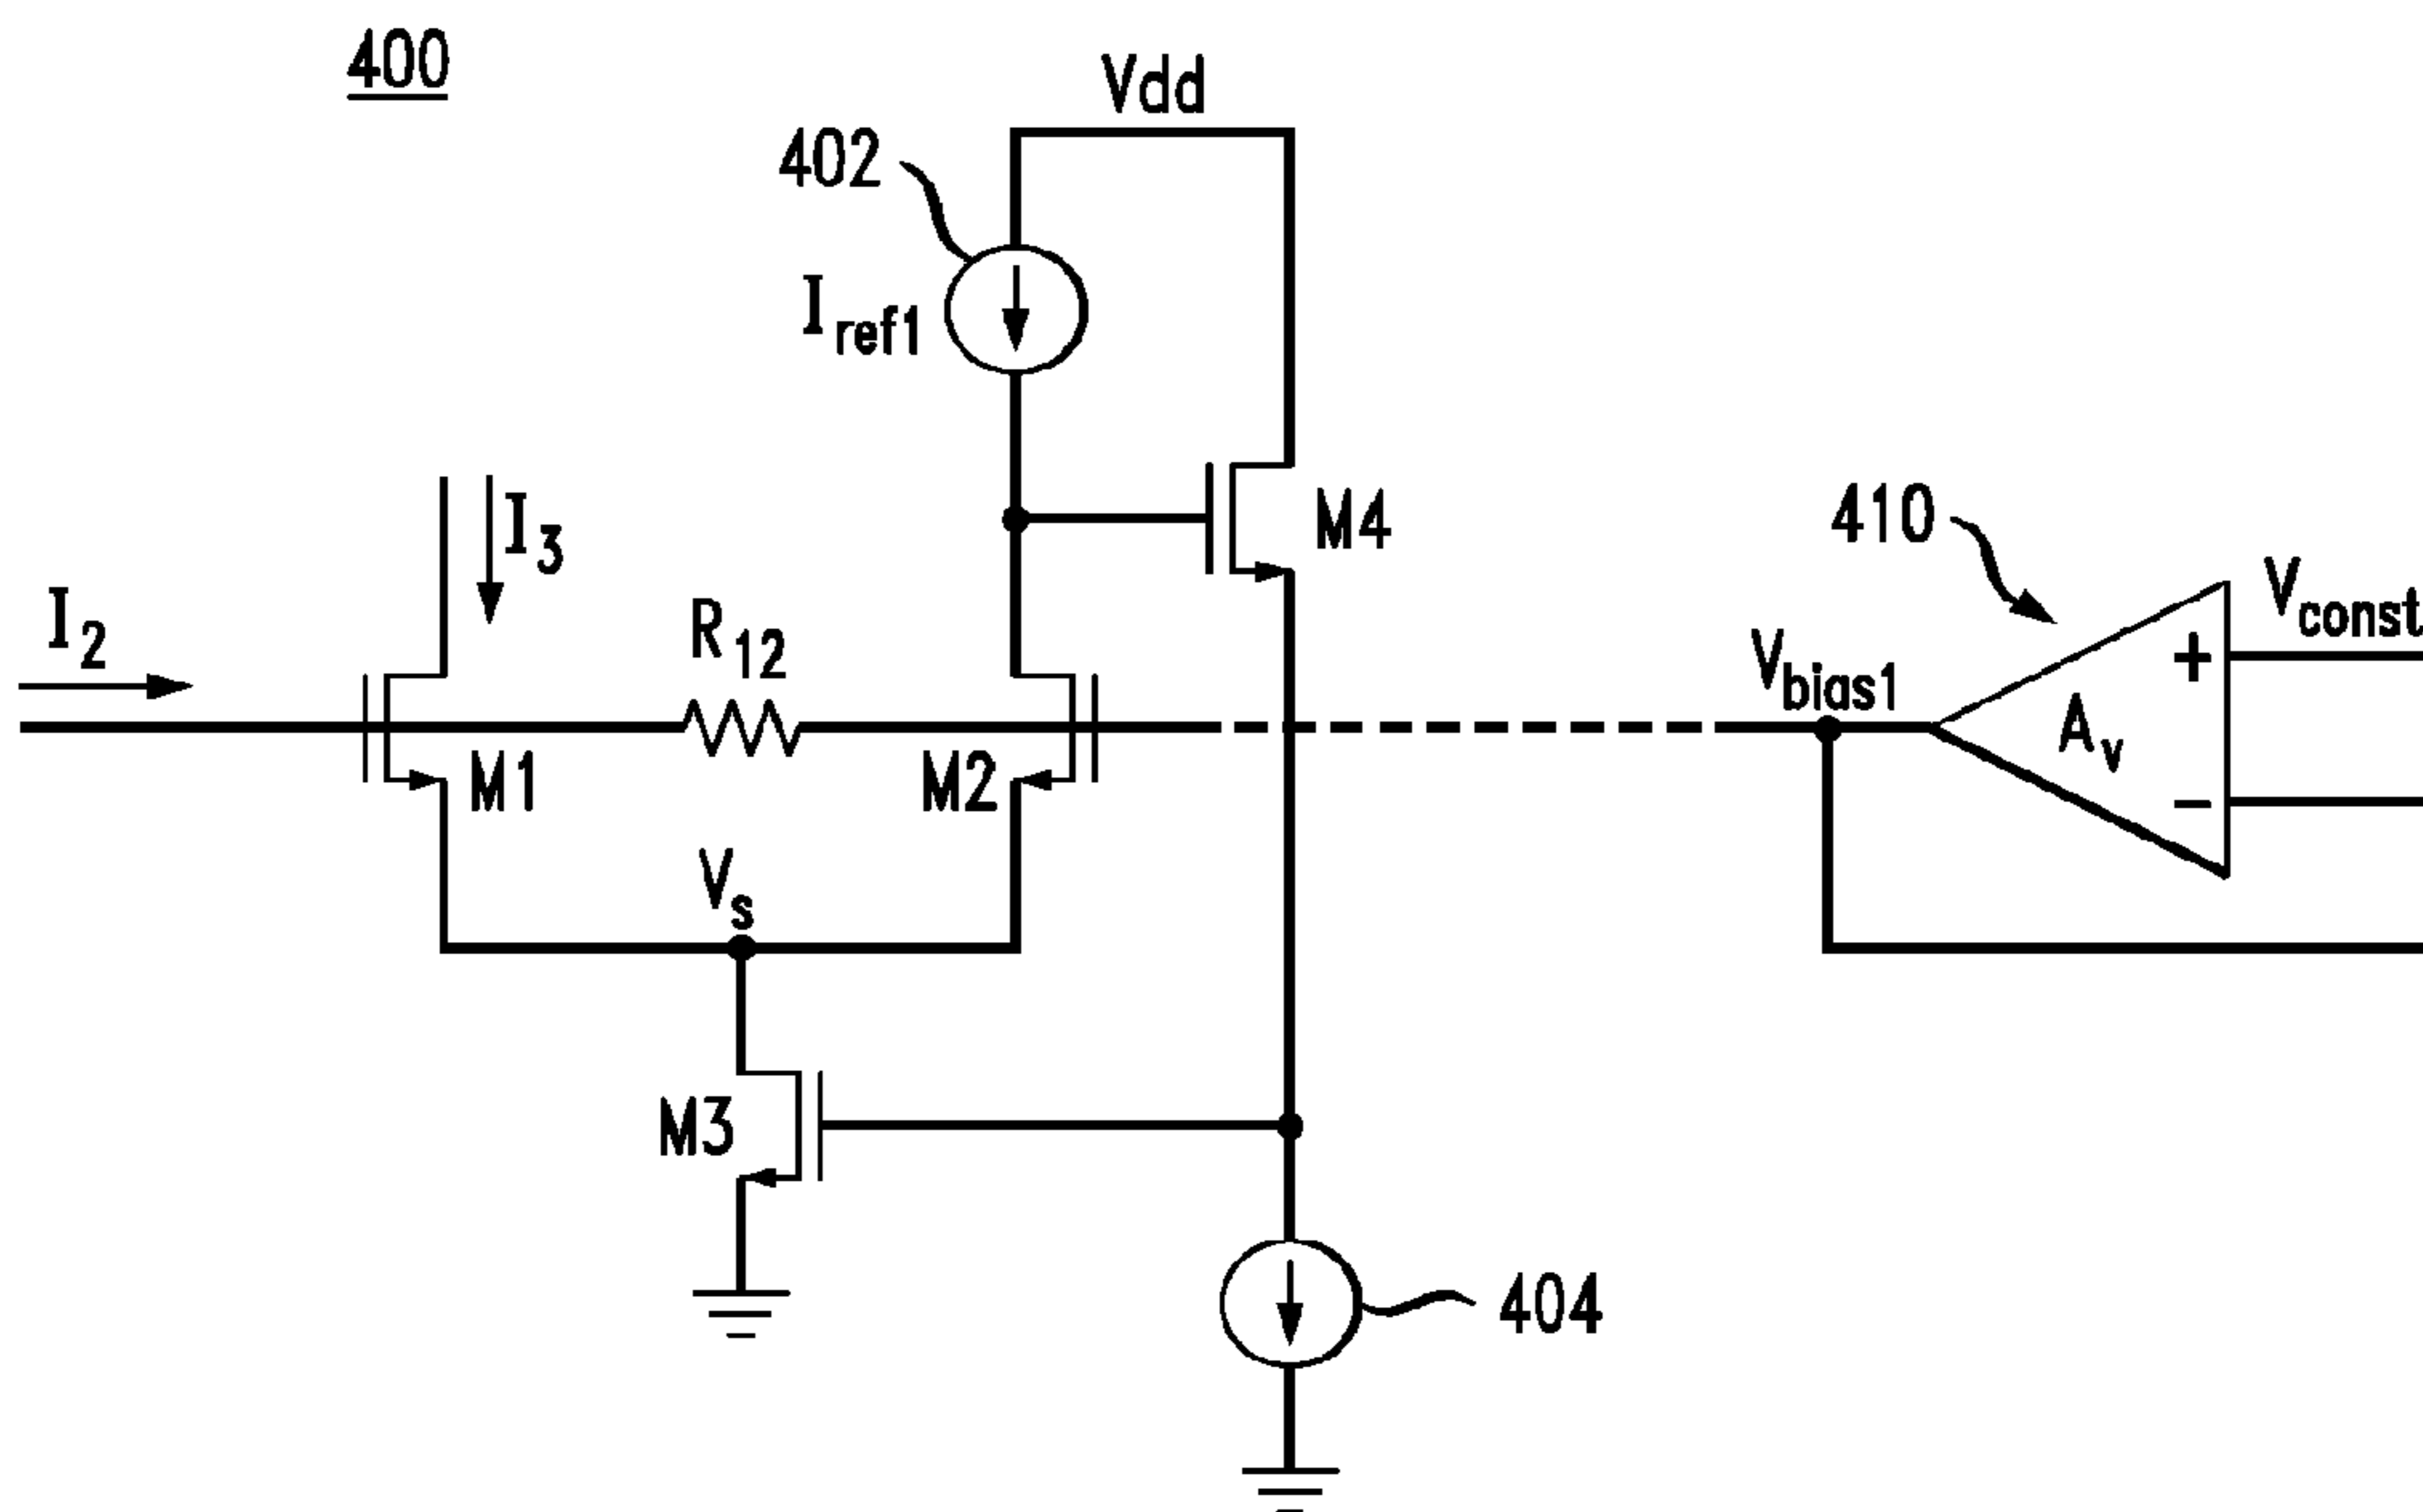 400
Vdd
402
Iref1
I3
M4
410
I2
R12
Vconst
Vbias1
+
Av
M1
M2
−
Vs
M3
404